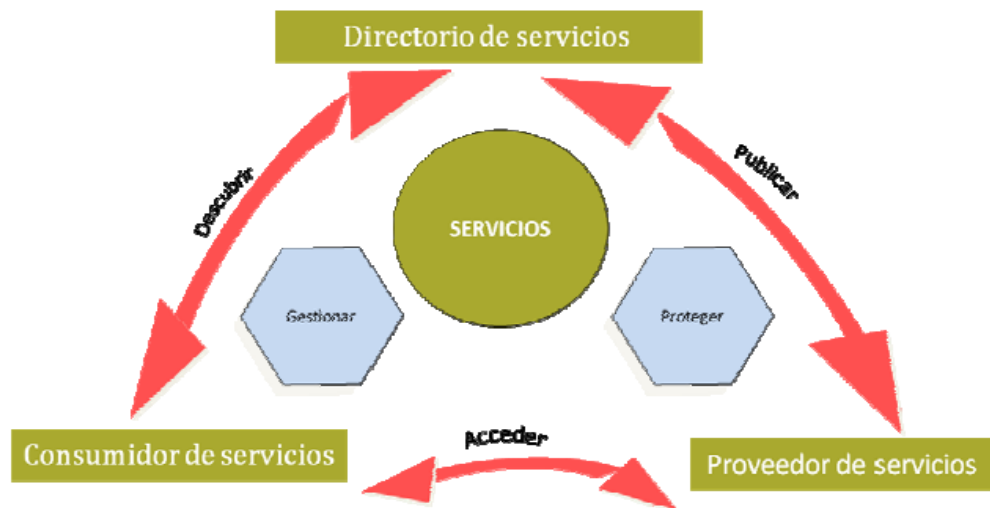 Directorio de servicios
Descubrir
Publicar
SERVICIOS
Gestionar
Proteger
Acceder
Consumidor de servicios
Proveedor de servicios